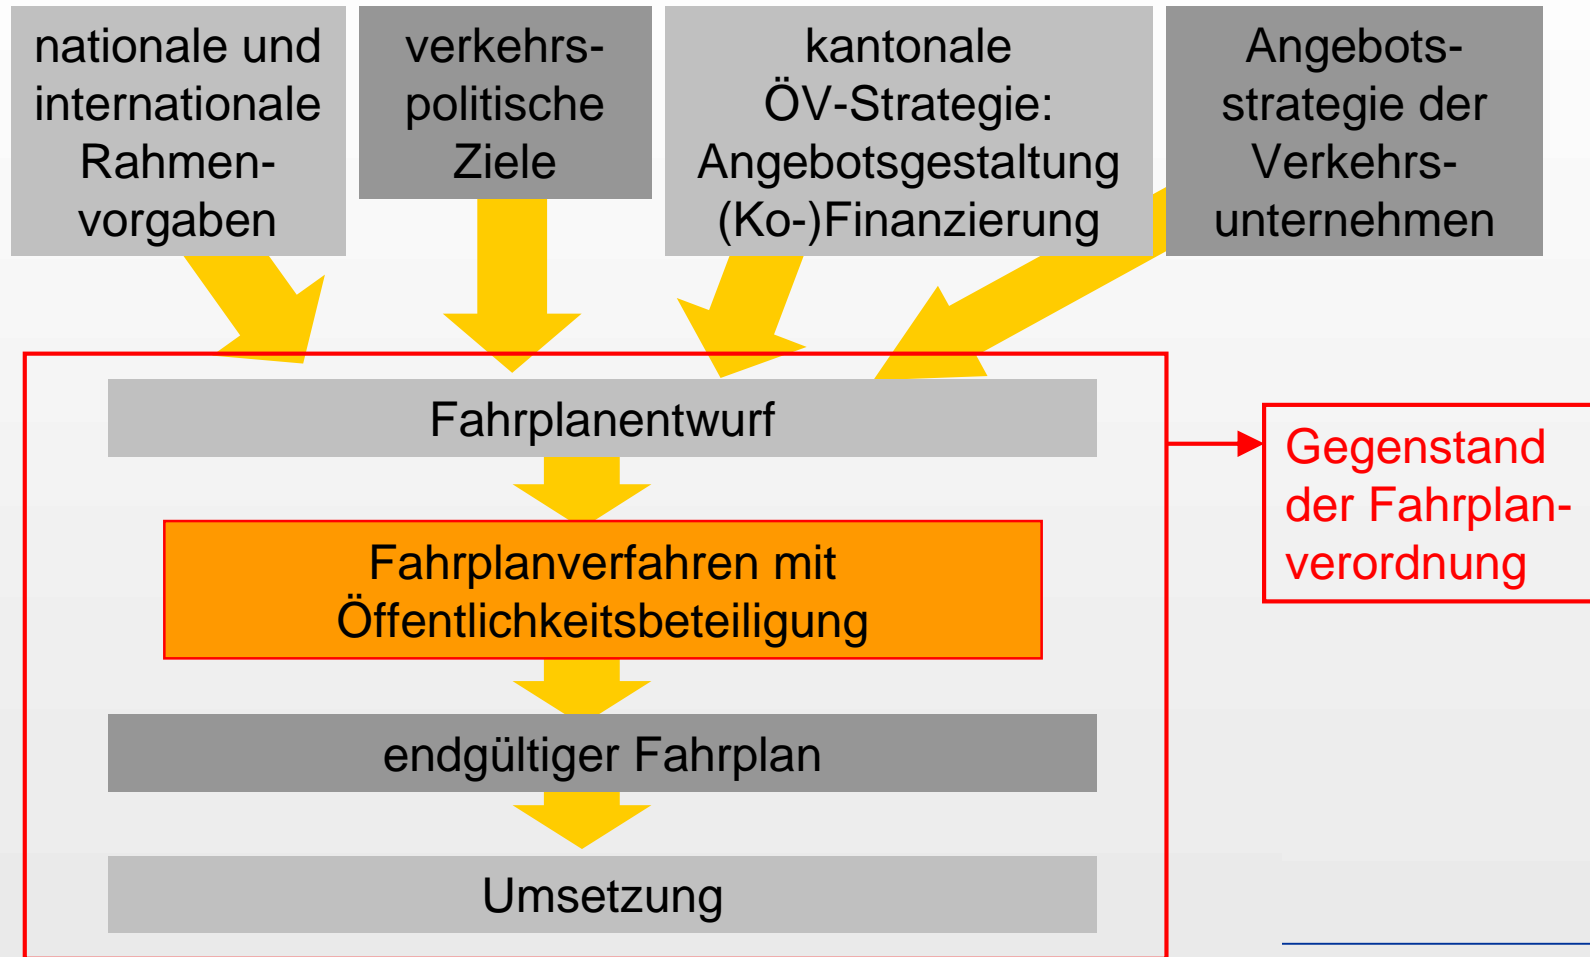 nationale und
internationale
Rahmen-
vorgaben
verkehrs-
politische
Ziele
kantonale
ÖV-Strategie:
Angebotsgestaltung
(Ko-)Finanzierung
Angebots-
strategie der
Verkehrs-
unternehmen
Fahrplanentwurf
Gegenstand
der Fahrplan-
verordnung
Fahrplanverfahren mit
Öffentlichkeitsbeteiligung
endgültiger Fahrplan
Umsetzung